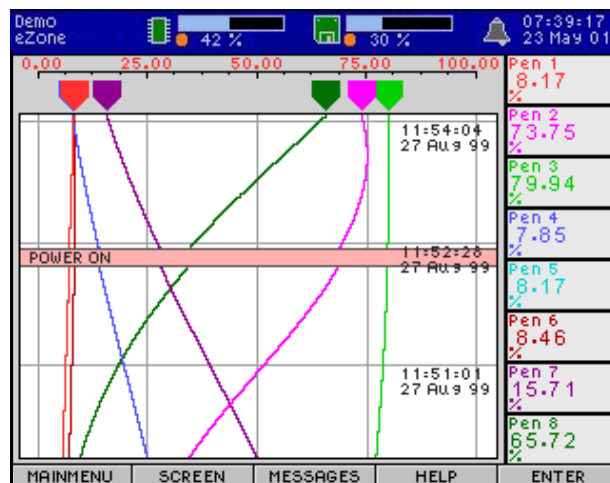 Demo
eZone
42 %
30 %
07:39:17
23 May 01
0.00 25.00 50.00 75.00 100.00
11:54:04
27 Aug 99
POWER ON
11:52:28
27 Aug 99
11:51:01
27 Aug 99
Pen 1
8.17
%
Pen 2
73.75
%
Pen 3
79.94
%
Pen 4
7.85
%
Pen 5
8.17
%
Pen 6
8.46
%
Pen 7
15.71
%
Pen 8
65.72
%
MAINMENU SCREEN MESSAGES HELP ENTER